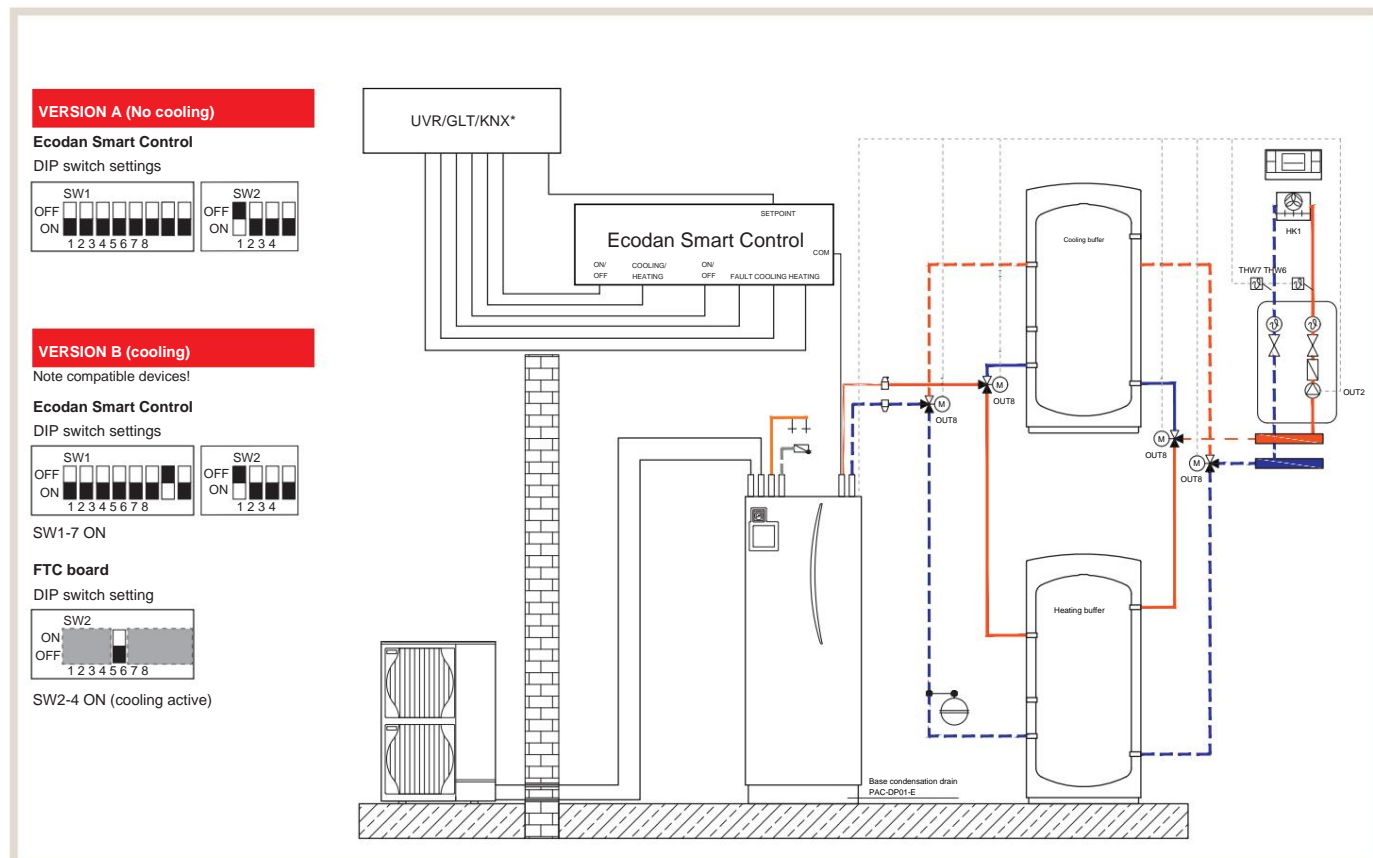 VERSION A (No cooling)
Ecodan Smart Control
DIP switch settings
SW1
OFF
ON
1 2 3 4 5 6 7 8
SW2
OFF
ON
1 2 3 4
VERSION B (cooling)
Note compatible devices!
Ecodan Smart Control
DIP switch settings
SW1
OFF
ON
1 2 3 4 5 6 7 8
SW2
OFF
ON
1 2 3 4
SW1-7 ON
FTC board
DIP switch setting
SW2
ON
OFF
1 2 3 4 5 6 7 8
SW2-4 ON (cooling active)
UVR/GLT/KNX*
SETPOINT
Ecodan Smart Control
COM
ON/
OFF
COOLING/
HEATING
ON/
OFF
FAULT COOLING HEATING
Cooling buffer
HK1
THW7 THW6
M
OUT8
M
OUT8
OUT2
M
OUT8
M
OUT8
Heating buffer
Base condensation drain
PAC-DP01-E